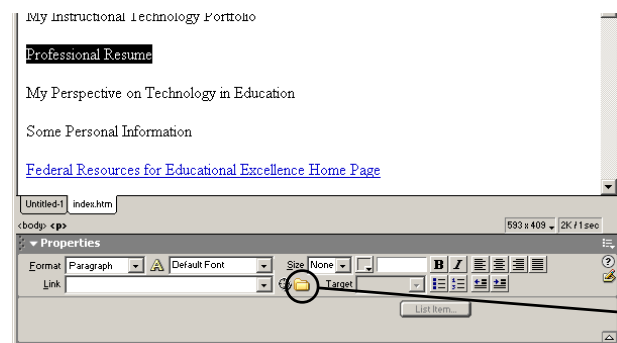 My Instructional Technology Portfolio
Professional Resume
My Perspective on Technology in Education
Some Personal Information
Federal Resources for Educational Excellence Home Page
Untitled-1 index.htm
<body> <p> 593 x 409 2K / 1 sec
Properties
Format Paragraph A Default Font Size None B I ?
Link Target
List Item...